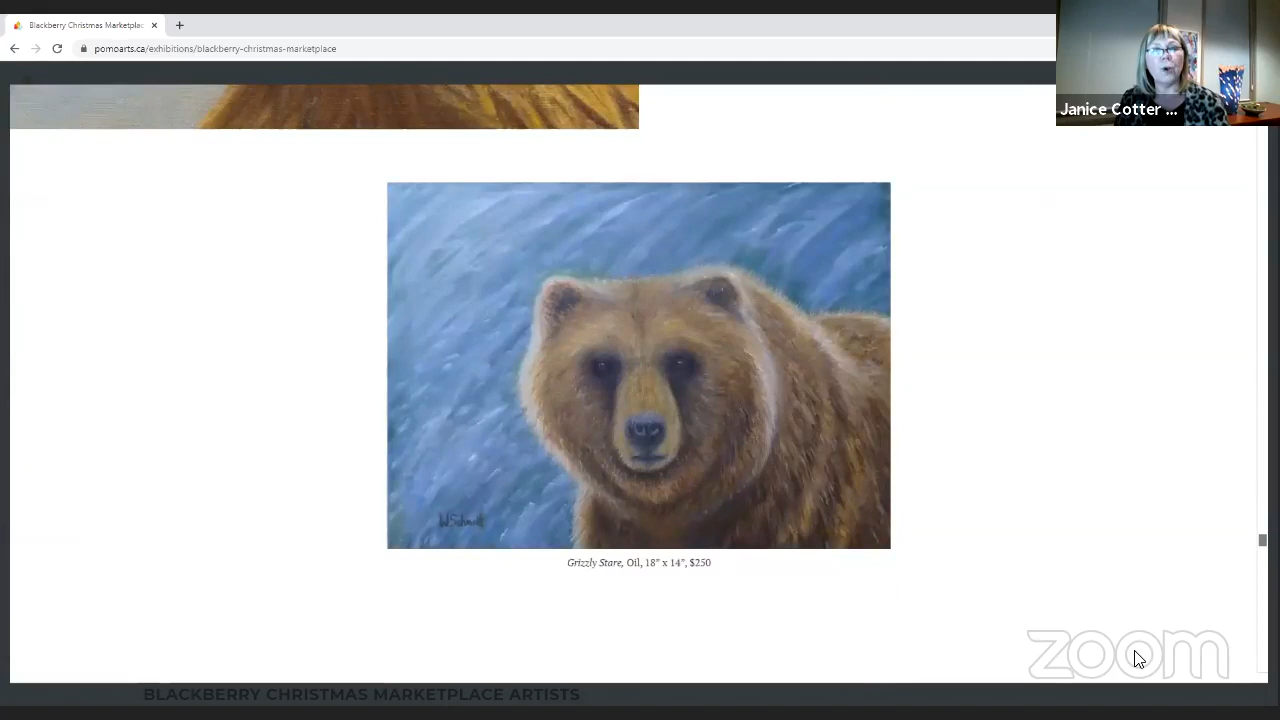 Blackberry Christmas Marketplac
pomoarts.ca/exhibitions/blackberry-christmas-marketplace
Janice Cotter ...
W Schmidt
Grizzly Stare, Oil, 18" x 14", $250
zoom
BLACKBERRY CHRISTMAS MARKETPLACE ARTISTS